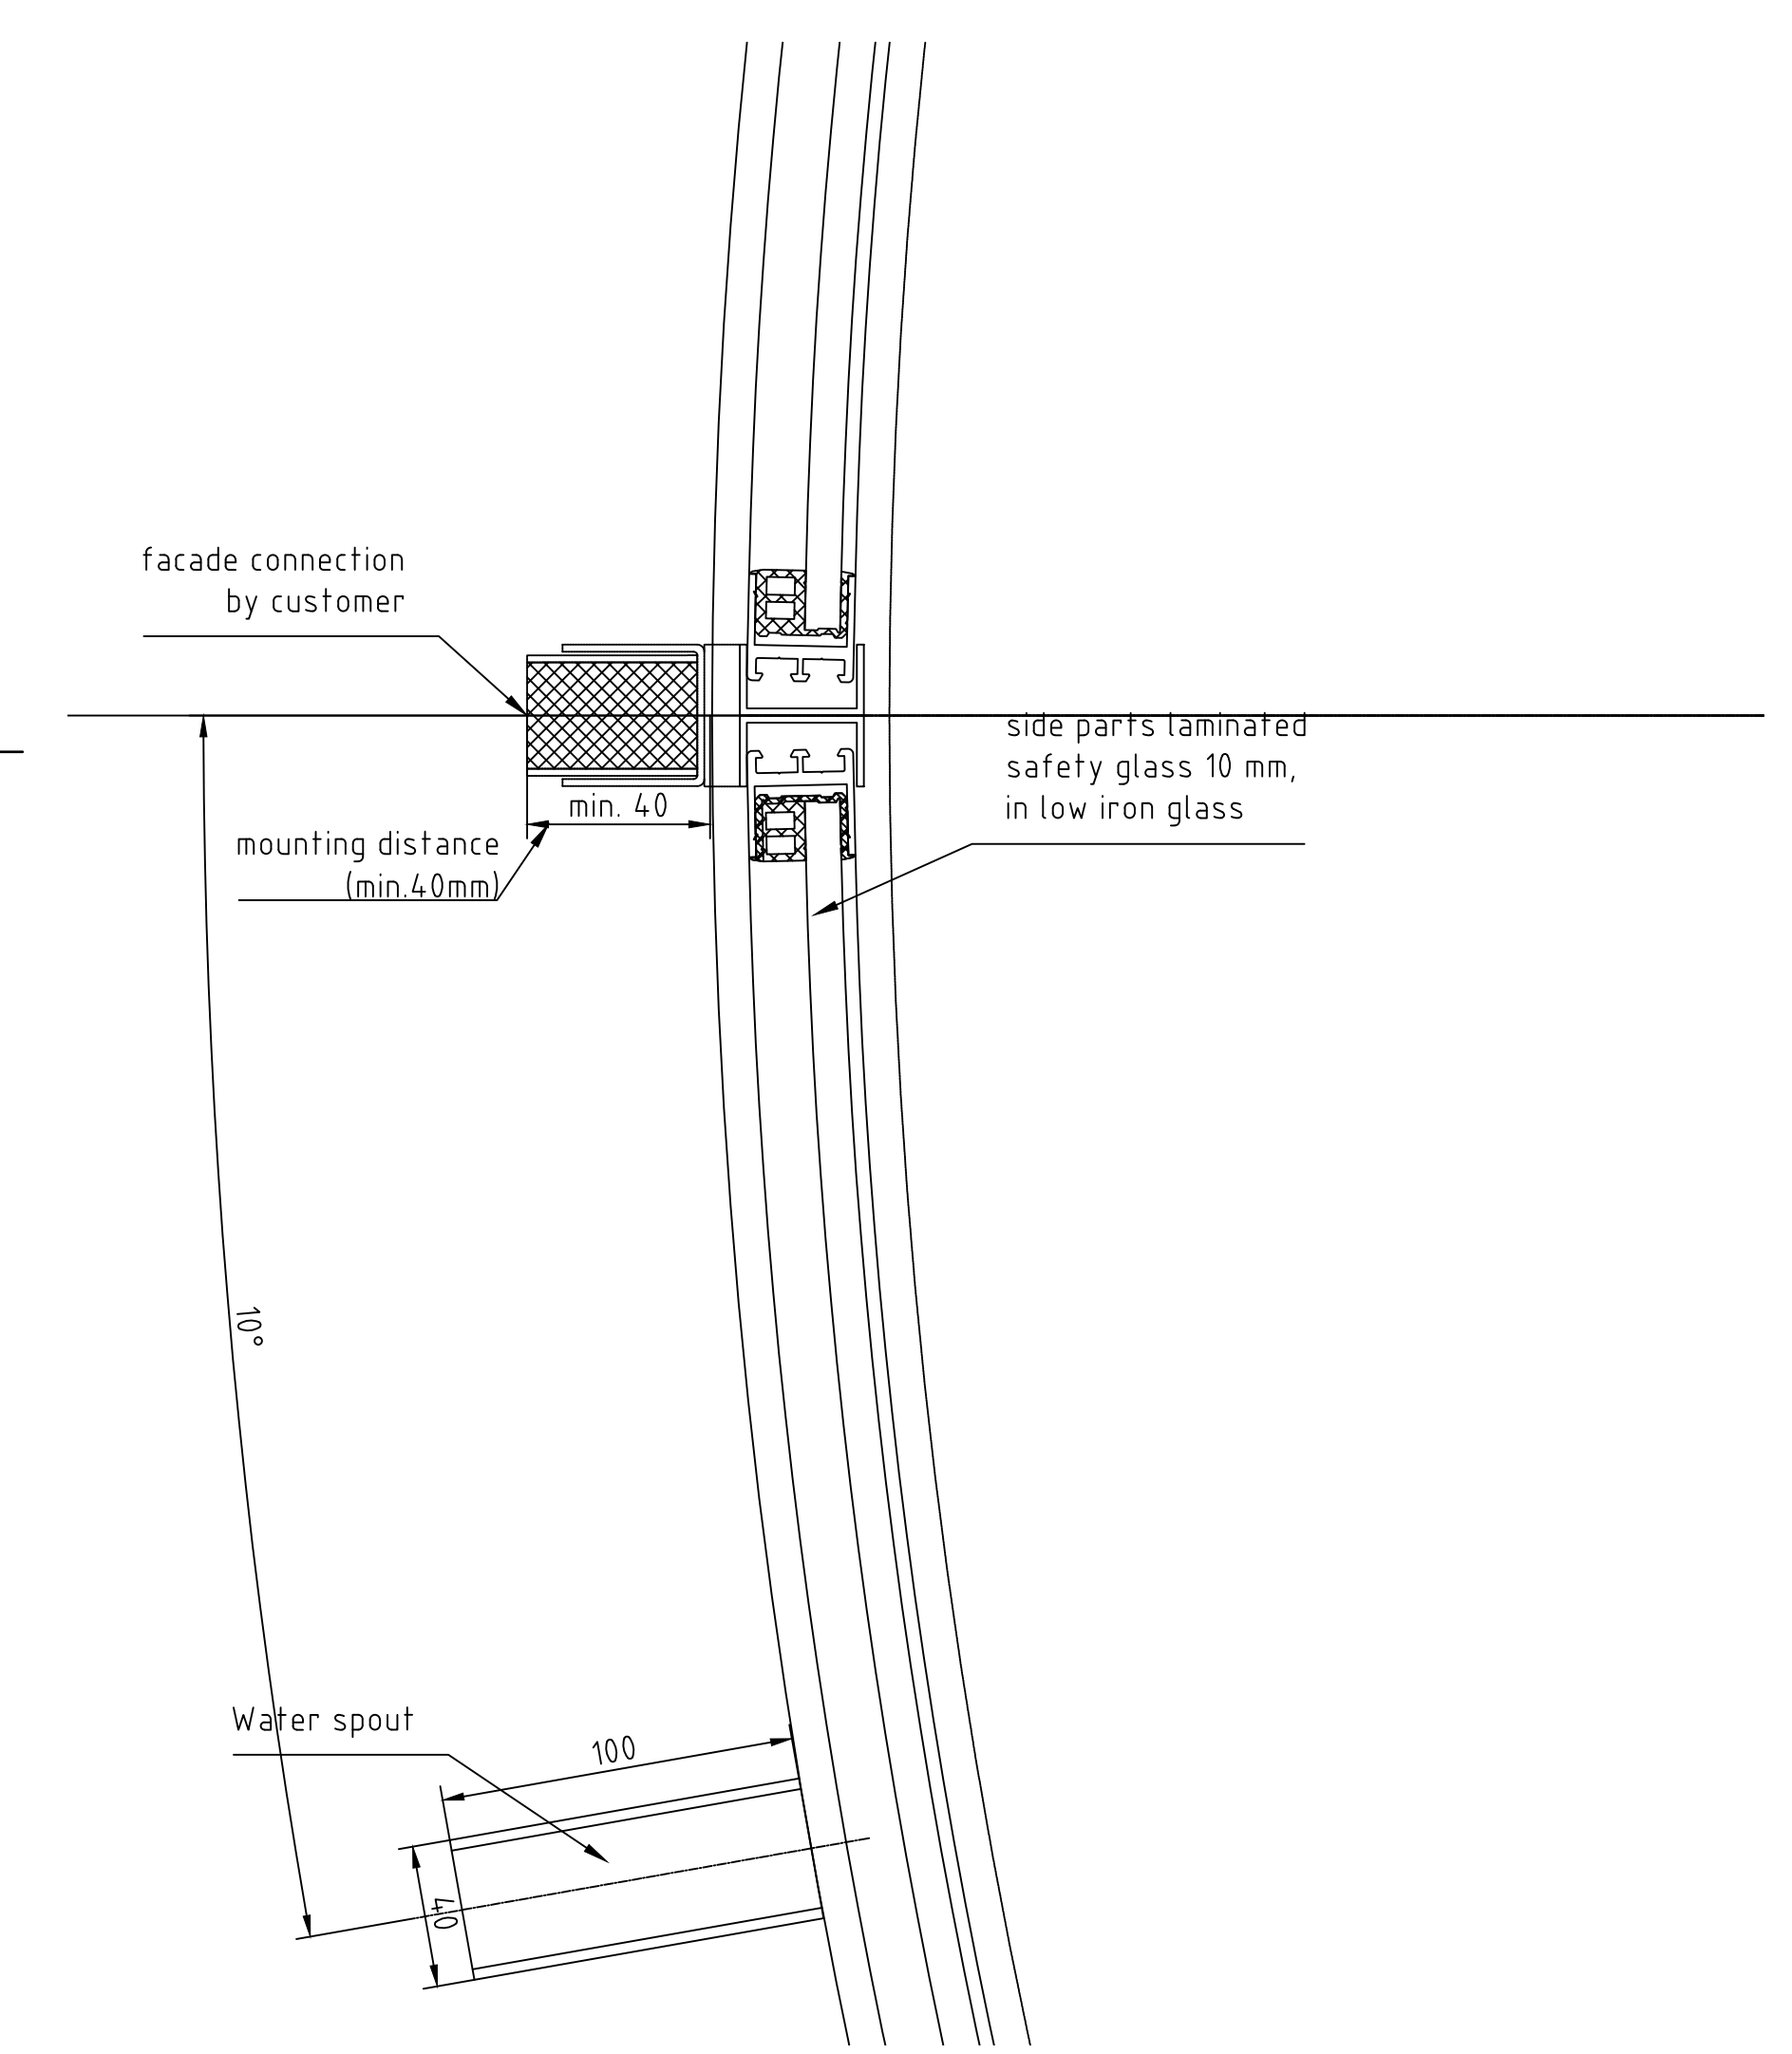 facade connection
by customer
side parts laminated
safety glass 10 mm,
in low iron glass
min. 40
mounting distance
(min.40mm)
10°
Water spout
100
40